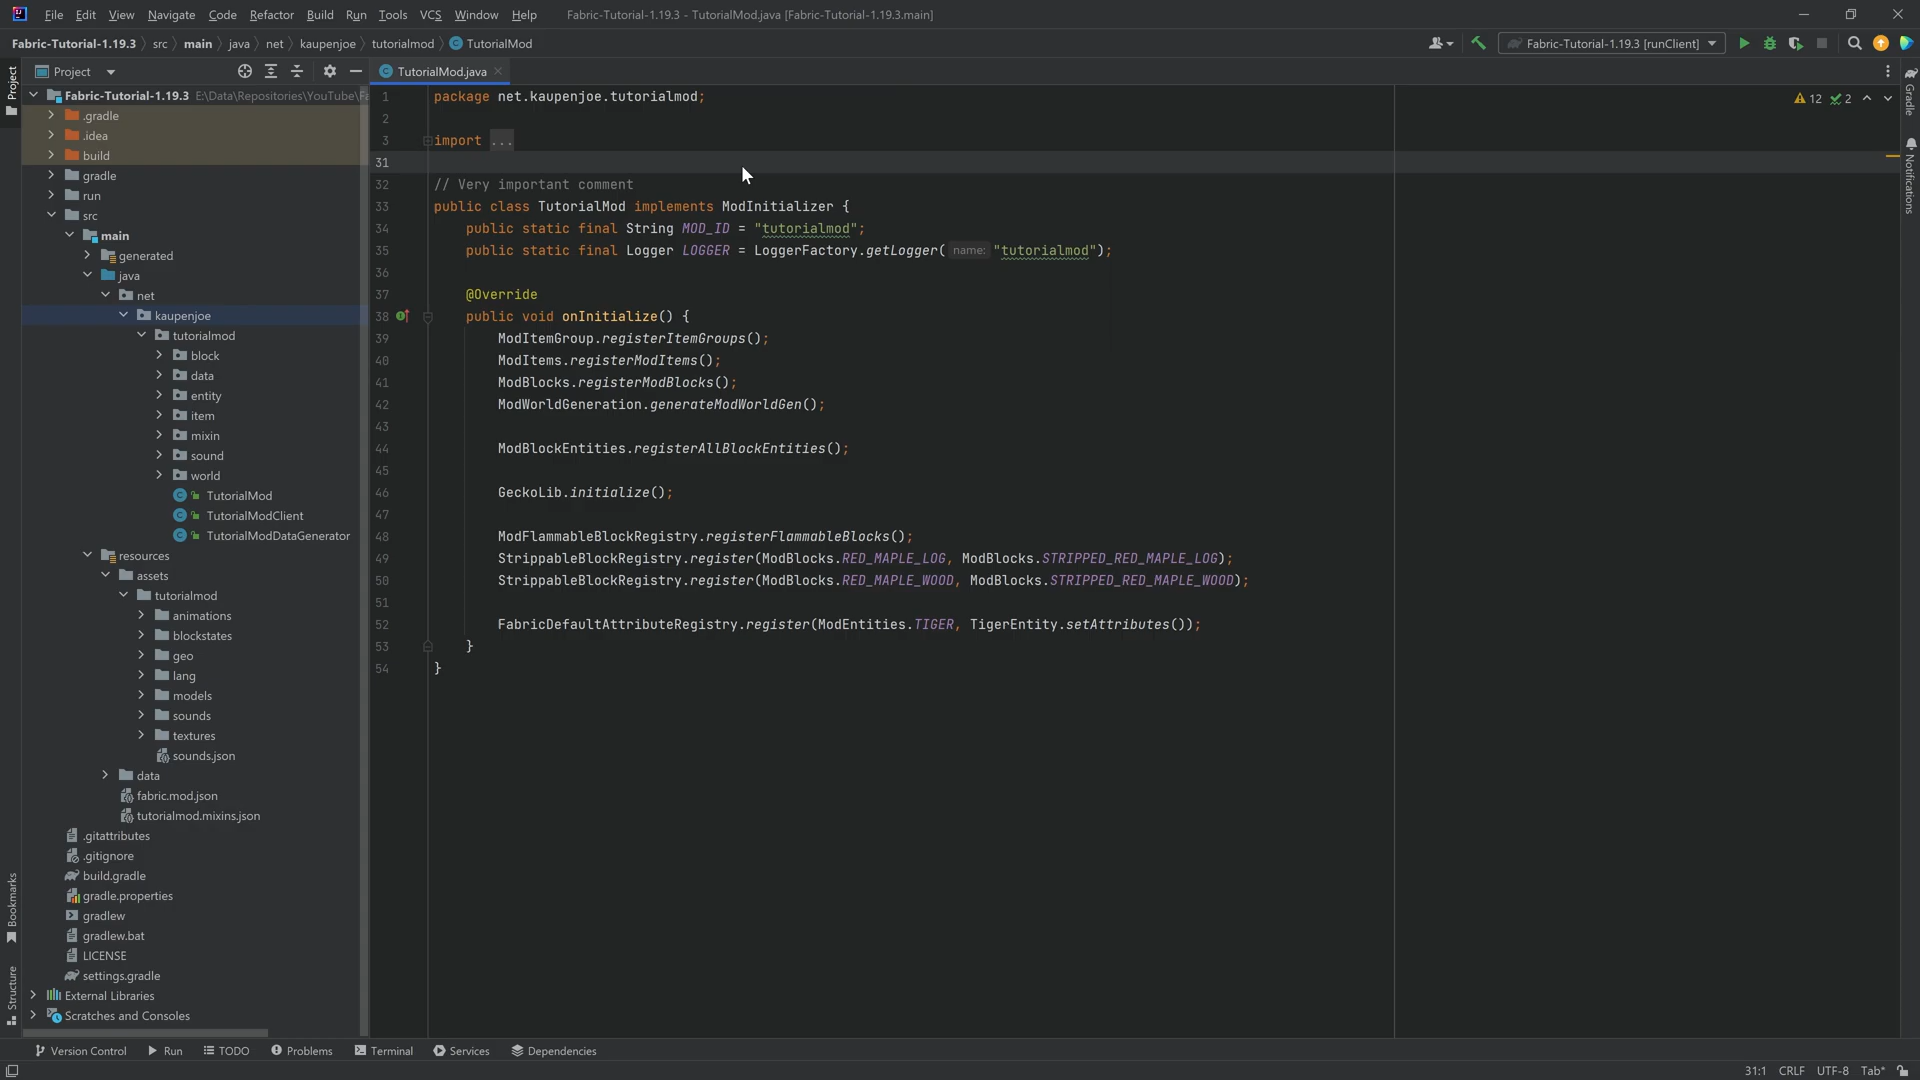 File Edit View Navigate Code Refactor Build Run Tools VCS Window Help Fabric-Tutorial-1.19.3 - TutorialMod.java [Fabric-Tutorial-1.19.3.main]
Fabric-Tutorial-1.19.3 src main java net kaupenjoe tutorialmod TutorialMod
Fabric-Tutorial-1.19.3 [runClient]
Project
Project
Bookmarks
Structure
Fabric-Tutorial-1.19.3 E:\Data\Repositories\YouTube\Fa
.gradle
.idea
build
gradle
run
src
main
generated
java
net
kaupenjoe
tutorialmod
block
data
entity
item
mixin
sound
world
TutorialMod
TutorialModClient
TutorialModDataGenerator
resources
assets
tutorialmod
animations
blockstates
geo
lang
models
sounds
textures
sounds.json
data
fabric.mod.json
tutorialmod.mixins.json
.gitattributes
.gitignore
build.gradle
gradle.properties
gradlew
gradlew.bat
LICENSE
settings.gradle
External Libraries
Scratches and Consoles
TutorialMod.java
12 2
1 package net.kaupenjoe.tutorialmod;
2
3 import ...
31
32 // Very important comment
33 public class TutorialMod implements ModInitializer {
34 public static final String MOD_ID = "tutorialmod";
35 public static final Logger LOGGER = LoggerFactory.getLogger( name: "tutorialmod");
36
37 @Override
38 public void onInitialize() {
39 ModItemGroup.registerItemGroups();
40 ModItems.registerModItems();
41 ModBlocks.registerModBlocks();
42 ModWorldGeneration.generateModWorldGen();
43
44 ModBlockEntities.registerAllBlockEntities();
45
46 GeckoLib.initialize();
47
48 ModFlammableBlockRegistry.registerFlammableBlocks();
49 StrippableBlockRegistry.register(ModBlocks.RED_MAPLE_LOG, ModBlocks.STRIPPED_RED_MAPLE_LOG);
50 StrippableBlockRegistry.register(ModBlocks.RED_MAPLE_WOOD, ModBlocks.STRIPPED_RED_MAPLE_WOOD);
51
52 FabricDefaultAttributeRegistry.register(ModEntities.TIGER, TigerEntity.setAttributes());
53 }
54 }
Gradle
Notifications
Version Control Run TODO Problems Terminal Services Dependencies
31:1 CRLF UTF-8 Tab*